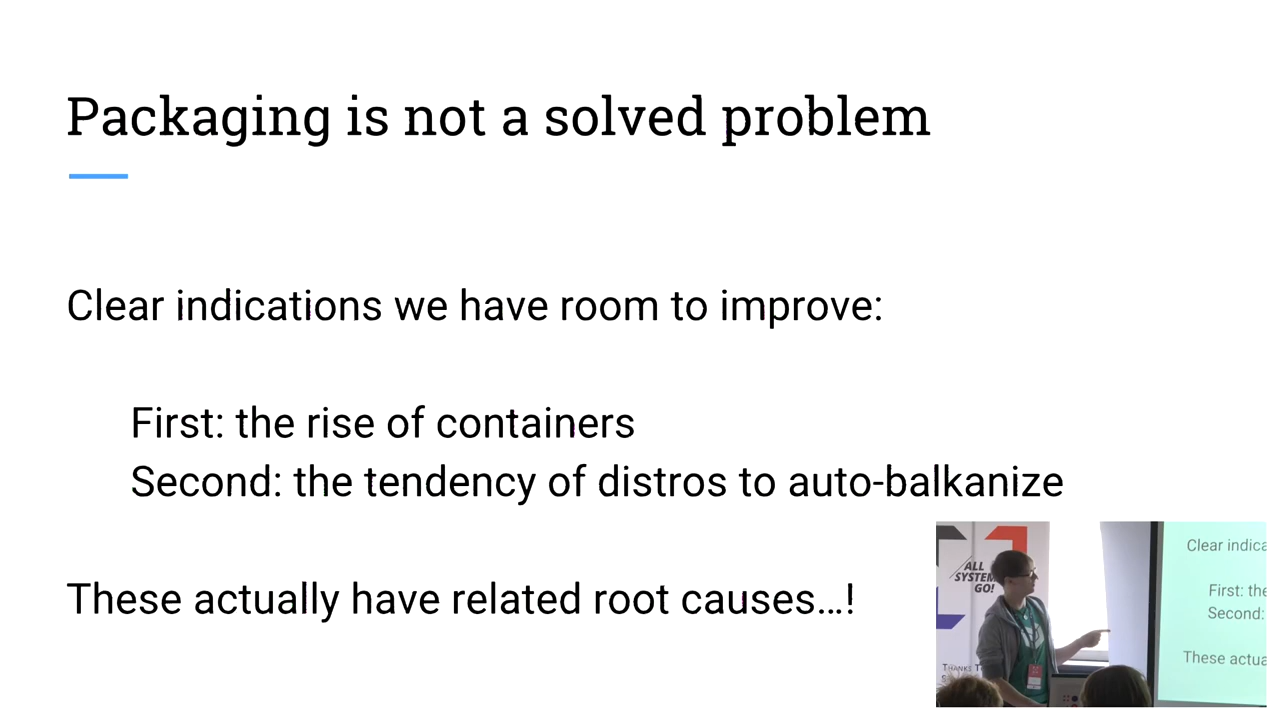 Packaging is not a solved problem
Clear indications we have room to improve:
First: the rise of containers
Second: the tendency of distros to auto-balkanize
These actually have related root causes...!
ALL
SYSTEMS
GO!
THANKS
Clear indica
First: the
Second:
These actua